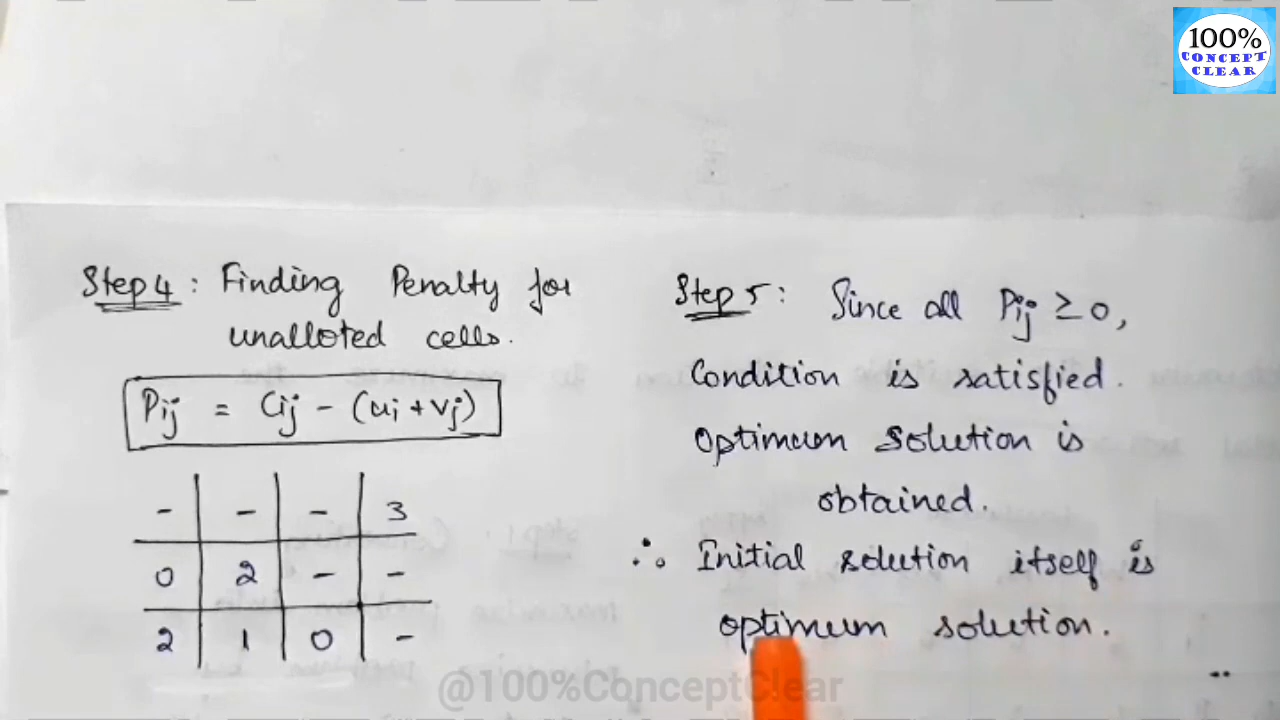 100%
CONCEPT
CLEAR
Step 4 : Finding Penalty for
unallotted cells.
Pij = Cij - (ui + vj)
- - - 3
0 2 - -
2 1 0 -
Step 5 : Since all Pij ≥ 0,
Condition is satisfied.
Optimum solution is
obtained.
∴ Initial solution itself is
optimum solution.
@100%ConceptClear